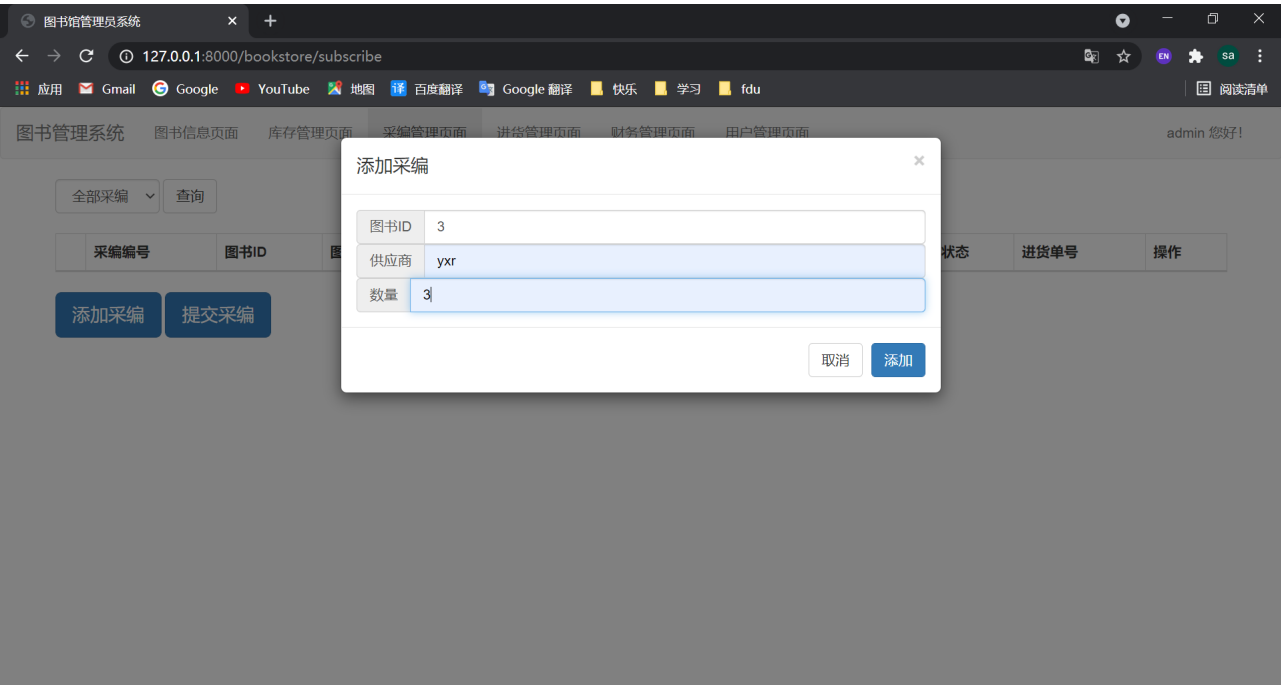 图书馆管理员系统
127.0.0.1:8000/bookstore/subscribe
EN
sa
应用 Gmail Google YouTube 地图 译 百度翻译 Google 翻译 快乐 学习 fdu 阅读清单
图书管理系统 图书信息页面 库存管理页面 采编管理页面 进货管理页面 财务管理页面 用户管理页面 admin 您好!
添加采编 ×
全部采编 查询
图书ID 3
采编编号 图书ID 状态 进货单号 操作
供应商 yxr
数量 3
添加采编 提交采编
取消 添加